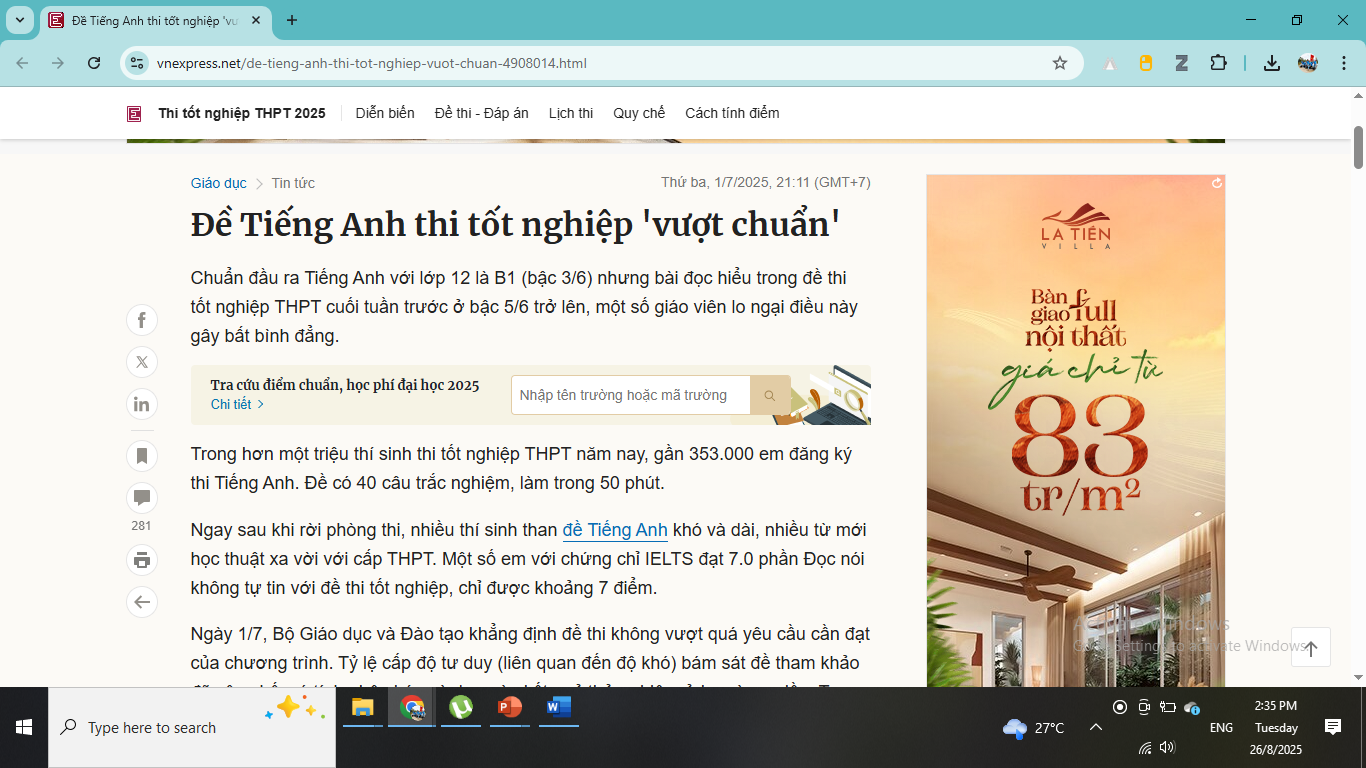 Đề Tiếng Anh thi tốt nghiệp 'vu
vnexpress.net/de-tieng-anh-thi-tot-nghiep-vuot-chuan-4908014.html
Thi tốt nghiệp THPT 2025 Diễn biến Đề thi - Đáp án Lịch thi Quy chế Cách tính điểm
Giáo dục Tin tức Thứ ba, 1/7/2025, 21:11 (GMT+7)
Đề Tiếng Anh thi tốt nghiệp 'vượt chuẩn'
Chuẩn đầu ra Tiếng Anh với lớp 12 là B1 (bậc 3/6) nhưng bài đọc hiểu trong đề thi
tốt nghiệp THPT cuối tuần trước ở bậc 5/6 trở lên, một số giáo viên lo ngại điều này
gây bất bình đẳng.
Tra cứu điểm chuẩn, học phí đại học 2025
Chi tiết
Nhập tên trường hoặc mã trường
Trong hơn một triệu thí sinh thi tốt nghiệp THPT năm nay, gần 353.000 em đăng ký
thi Tiếng Anh. Đề có 40 câu trắc nghiệm, làm trong 50 phút.
281
Ngay sau khi rời phòng thi, nhiều thí sinh than đề Tiếng Anh khó và dài, nhiều từ mới
học thuật xa vời với cấp THPT. Một số em với chứng chỉ IELTS đạt 7.0 phần Đọc nói
không tự tin với đề thi tốt nghiệp, chỉ được khoảng 7 điểm.
Ngày 1/7, Bộ Giáo dục và Đào tạo khẳng định đề thi không vượt quá yêu cầu cần đạt
của chương trình. Tỷ lệ cấp độ tư duy (liên quan đến độ khó) bám sát đề tham khảo
LA TIÊN
VILLA
Bàn
giao full
nội thất
giá chỉ từ
83
tr/m²
Go to Settings to activate Windows.
Type here to search
27°C
ENG
2:35 PM
Tuesday
26/8/2025